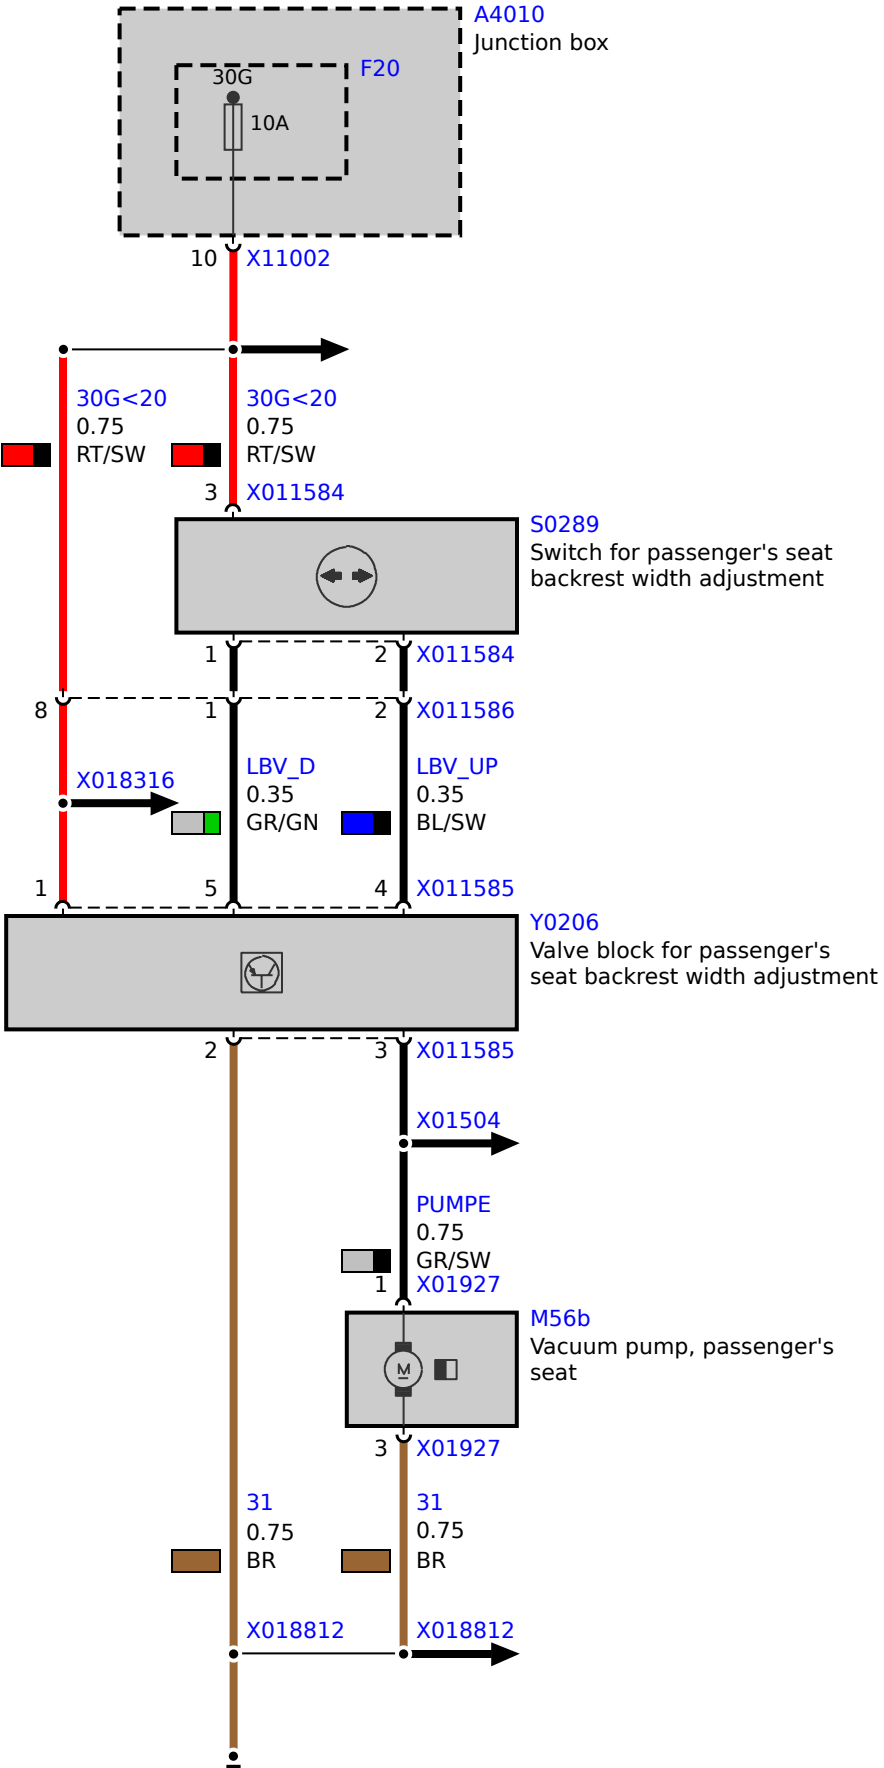 A4010
Junction box
F20
30G
10A
10 X11002
30G<20 30G<20
0.75 0.75
RT/SW RT/SW
3 X011584
S0289
Switch for passenger's seat
backrest width adjustment
1 2 X011584
8 1 2 X011586
X018316
LBV_D LBV_UP
0.35 0.35
GR/GN BL/SW
1 5 4 X011585
Y0206
Valve block for passenger's
seat backrest width adjustment
2 3 X011585
X01504
PUMPE
0.75
GR/SW
1 X01927
M56b
Vacuum pump, passenger's
seat
M
3 X01927
31 31
0.75 0.75
BR BR
X018812 X018812